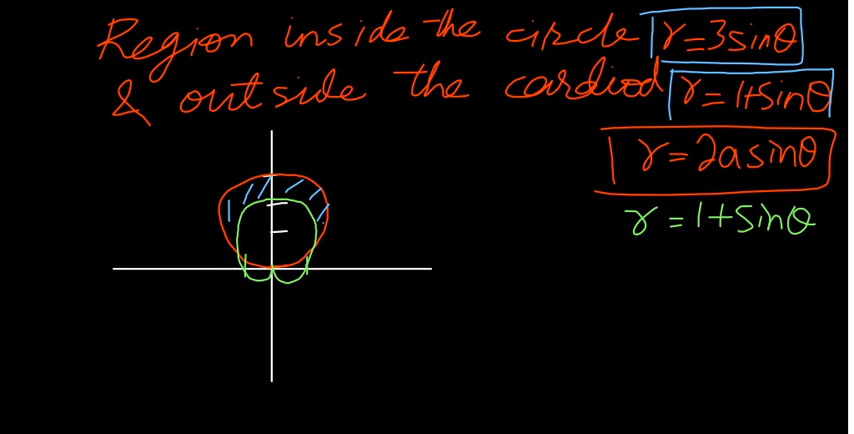 Region inside the circle r=3sinθ
& outside the cardiod r=1+sinθ
r=2asinθ
r=1+sinθ